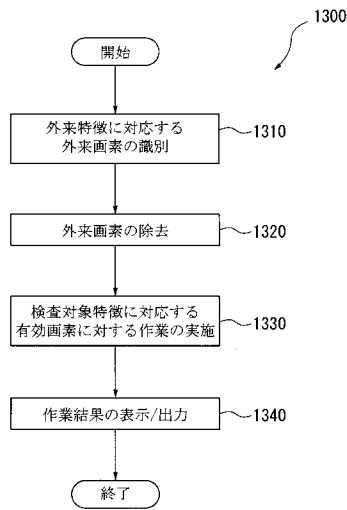 1300
開始
外来特徴に対応する
外来画素の識別
1310
外来画素の除去
1320
検査対象特徴に対応する
有効画素に対する作業の実施
1330
作業結果の表示/出力
1340
終了